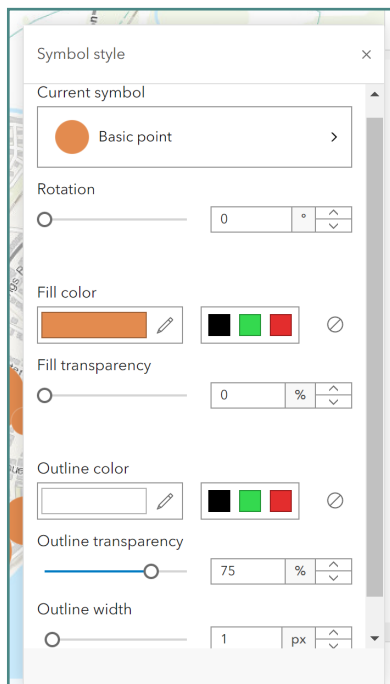 Symbol style
Current symbol
Basic point
Rotation
0 °
Fill color
Fill transparency
0 %
Outline color
Outline transparency
75 %
Outline width
1 px